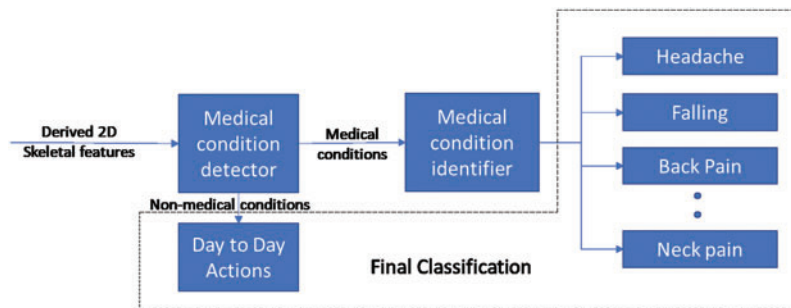 Derived 2D
Skeletal features
Medical
condition
detector
Medical
conditions
Medical
condition
identifier
Headache
Falling
Back Pain
Neck pain
Non-medical conditions
Day to Day
Actions
Final Classification